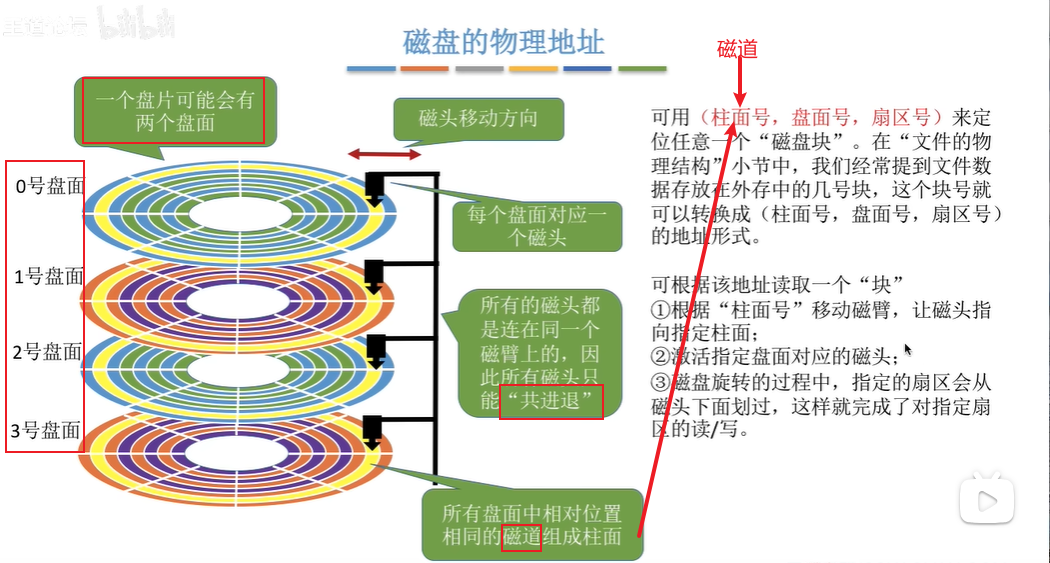 王道论坛
bilibili
磁盘的物理地址
磁道
一个盘片可能会有
两个盘面
磁头移动方向
0号盘面
每个盘面对应一
个磁头
1号盘面
所有的磁头都
是连在同一个
磁臂上的，因
此所有磁头只
能“共进退”
2号盘面
3号盘面
所有盘面中相对位置
相同的磁道组成柱面
可用（柱面号，盘面号，扇区号）来定
位任意一个“磁盘块”。在“文件的物
理结构”小节中，我们经常提到文件数
据存放在外存中的几号块，这个块号就
可以转换成（柱面号，盘面号，扇区号）
的地址形式。
可根据该地址读取一个“块”
①根据“柱面号”移动磁臂，让磁头指
向指定柱面；
②激活指定盘面对应的磁头；
③磁盘旋转的过程中，指定的扇区会从
磁头下面划过，这样就完成了对指定扇
区的读/写。